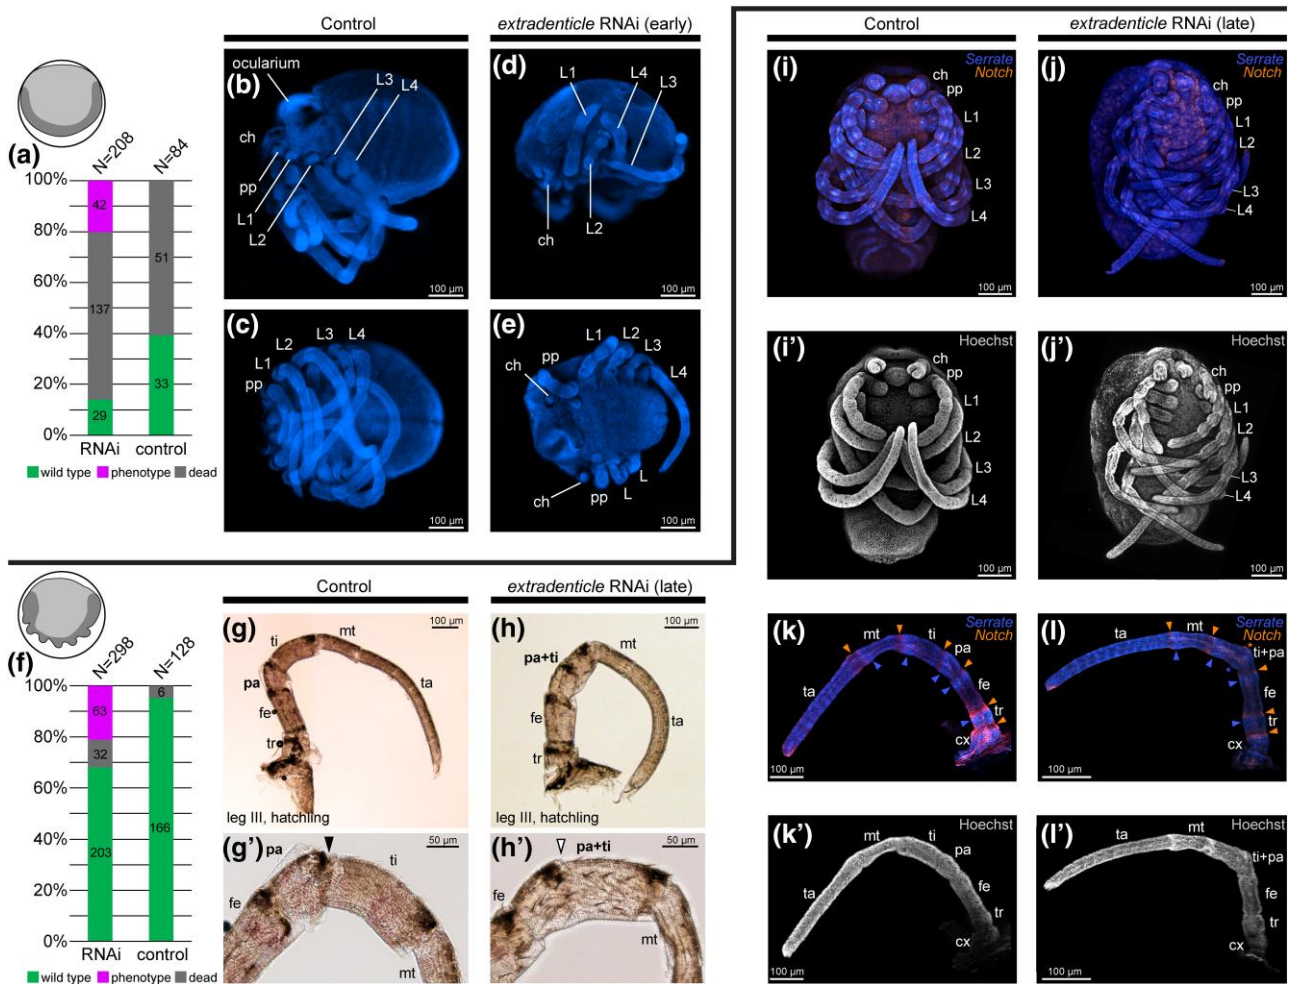 Control
extradenticle RNAi (early)
(a)
N=208
N=84
100%
80%
60%
40%
20%
0%
42
137
29
51
33
RNAi
control
wild type
phenotype
dead
(b)
ocularium
L3
L4
ch
pp
L1
L2
100 µm
(d)
L1
L4
L3
L2
ch
100 µm
(c)
L3 L4
L2
L1
pp
100 µm
(e)
L1
L2
L3
L4
pp
ch
ch
pp
L
L
100 µm
Control
extradenticle RNAi (late)
(i)
Serrate
Notch
ch
pp
L1
L2
L3
L4
100 µm
(j)
Serrate
Notch
ch
pp
L1
L2
L3
L4
100 µm
(i’)
Hoechst
ch
pp
L1
L2
L3
L4
100 µm
(j’)
Hoechst
ch
pp
L1
L2
L3
L4
100 µm
Control
extradenticle RNAi (late)
(f)
N=298
N=128
100%
80%
60%
40%
20%
0%
63
32
203
6
166
RNAi
control
wild type
phenotype
dead
(g)
100 µm
mt
ti
pa
fe
ta
tr
leg III, hatchling
(h)
100 µm
mt
pa+ti
fe
ta
tr
leg III, hatchling
(g’)
pa
50 µm
ti
fe
mt
(h’)
pa+ti
50 µm
fe
mt
(k)
Serrate
Notch
mt
ti
pa
fe
ta
tr
cx
100 µm
(l)
Serrate
Notch
mt
ta
*
ti+pa
fe
tr
cx
100 µm
(k’)
Hoechst
mt
ti
pa
ta
fe
tr
cx
100 µm
(l’)
Hoechst
mt
ta
ti+pa
fe
tr
cx
100 µm